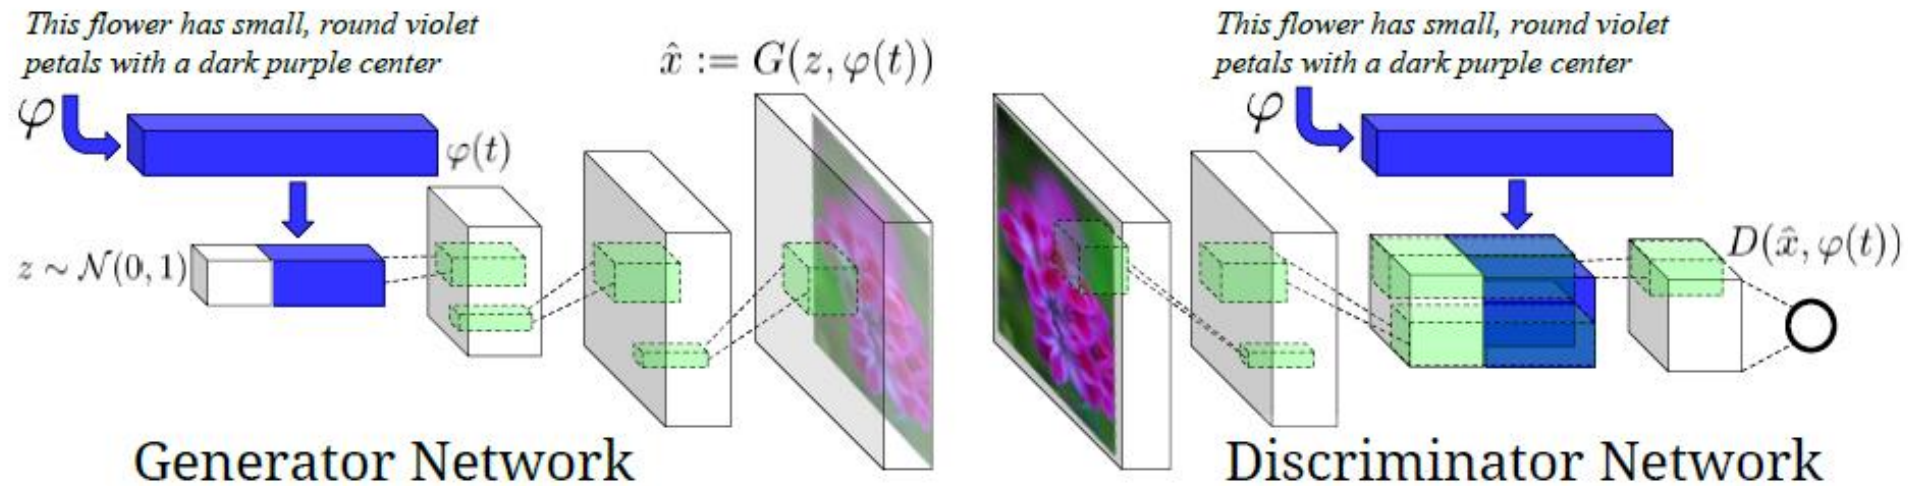 This flower has small, round violet
petals with a dark purple center
φ
φ(t)
z ~ 𝒩(0, 1)
x̂ := G(z, φ(t))
Generator Network
This flower has small, round violet
petals with a dark purple center
φ
D(x̂, φ(t))
Discriminator Network